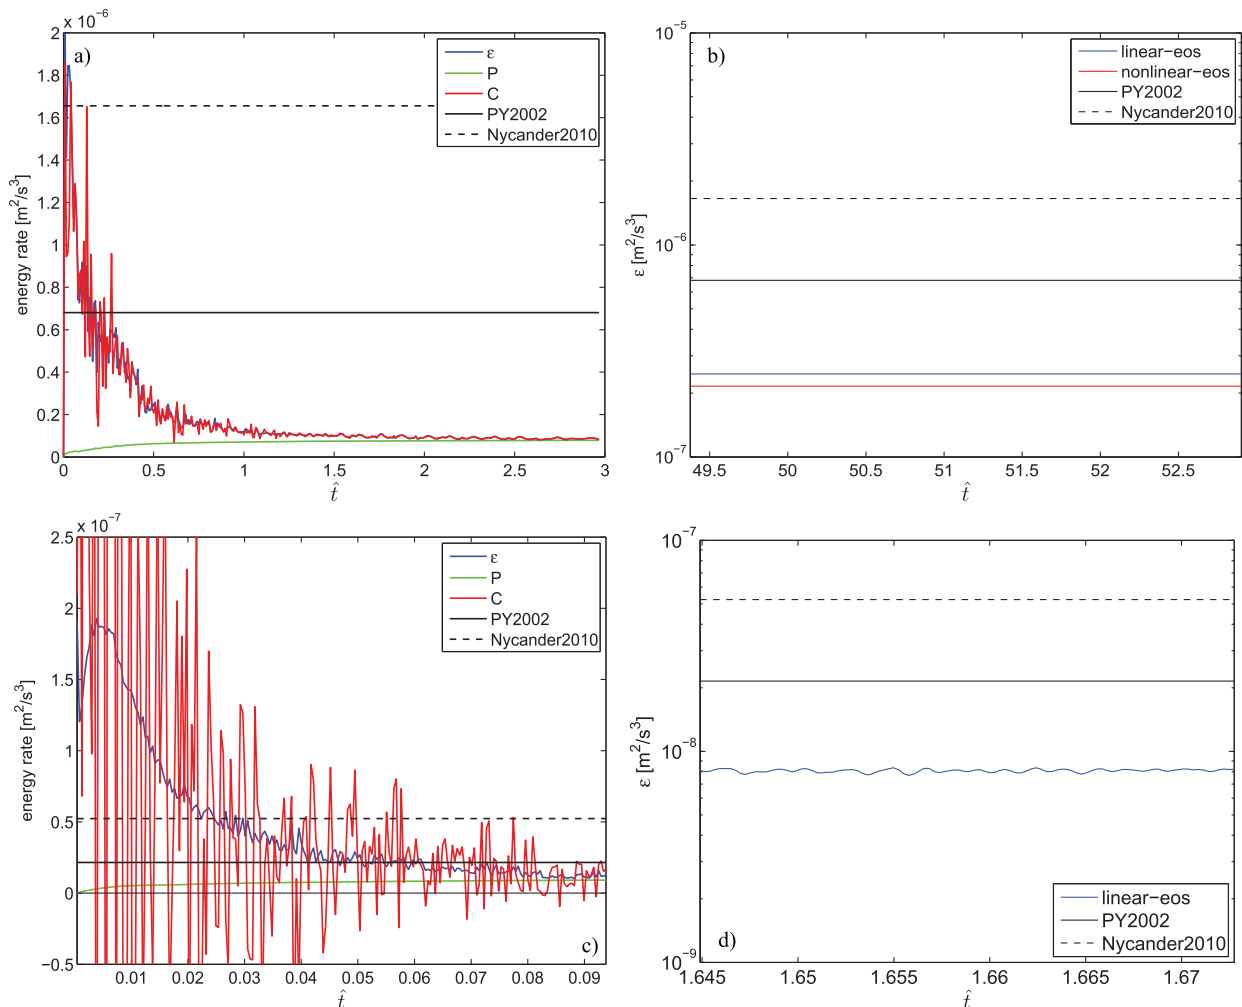 x 10⁻⁶
2
1.8
1.6
1.4
1.2
1
0.8
0.6
0.4
0.2
0
energy rate [m²/s³]
a)
ε
P
C
PY2002
Nycander2010
0 0.5 1 1.5 2 2.5 3
t̂
10⁻⁵
10⁻⁶
10⁻⁷
ε [m²/s³]
b)
linear−eos
nonlinear−eos
PY2002
Nycander2010
49.5 50 50.5 51 51.5 52 52.5
t̂
x 10⁻⁷
2.5
2
1.5
1
0.5
0
−0.5
energy rate [m²/s³]
ε
P
C
PY2002
Nycander2010
c)
0.01 0.02 0.03 0.04 0.05 0.06 0.07 0.08 0.09
t̂
10⁻⁷
10⁻⁸
10⁻⁹
ε [m²/s³]
d)
linear−eos
PY2002
Nycander2010
1.645 1.65 1.655 1.66 1.665 1.67
t̂